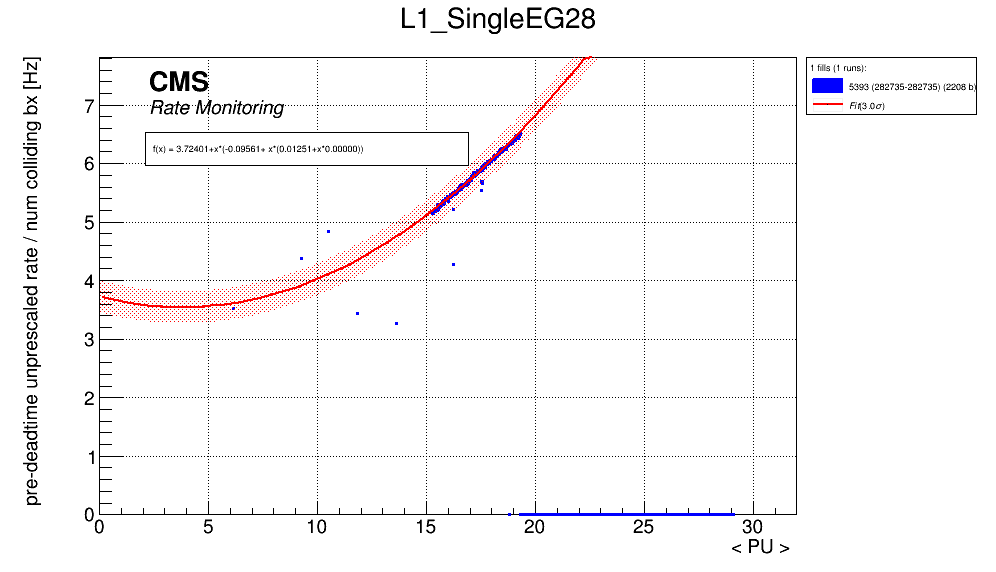 L1_SingleEG28
pre-deadtime unprescaled rate / num colliding bx [Hz]
CMS
Rate Monitoring
f(x) = 3.72401+x*(-0.09561+ x*(0.01251+x*0.00000))
1 fills (1 runs):
5393 (282735-282735) (2208 b)
Fit(3.0σ)
7
6
5
4
3
2
1
0
0 5 10 15 20 25 30
< PU >